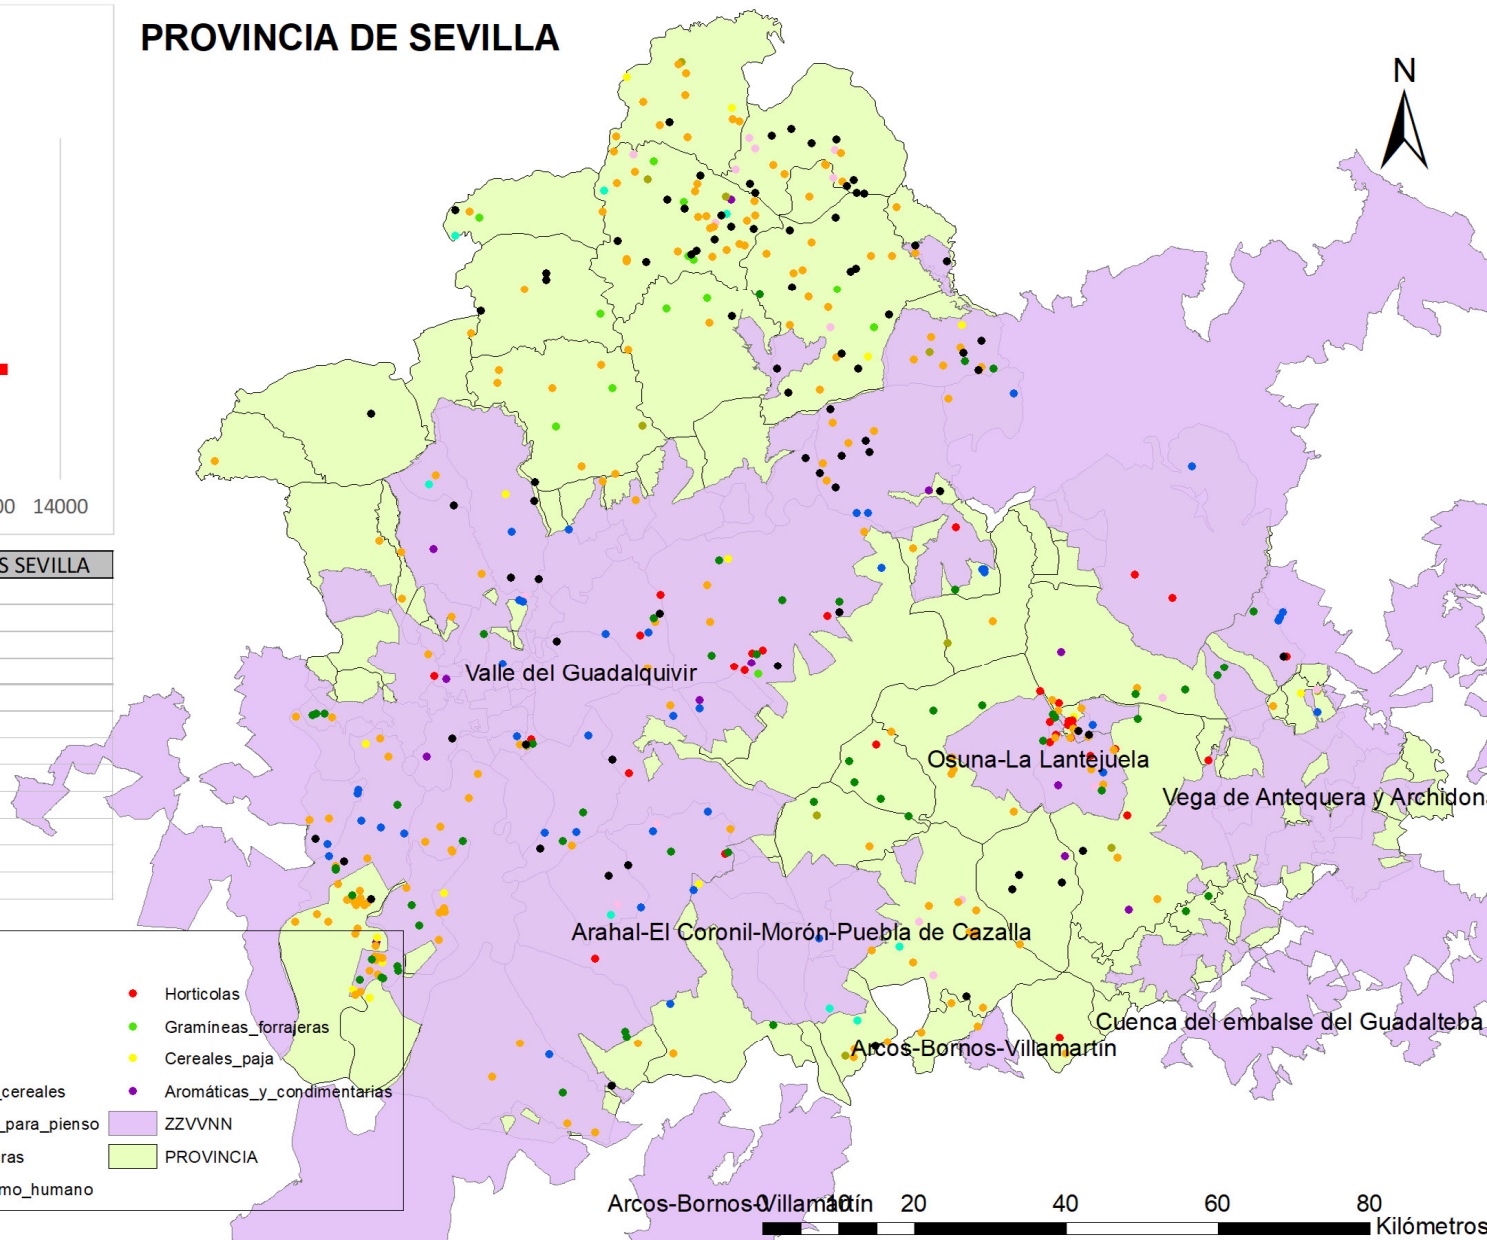 PROVINCIA DE SEVILLA
N
00 14000
S SEVILLA
Valle del Guadalquivir
Osuna-La Lantejuela
Vega de Antequera y Archidona
Arahal-El Coronil-Morón-Puebla de Cazalla
Cuenca del embalse del Guadalteba
Arcos-Bornos-Villamartín
Horticolas
Gramíneas_forrajeras
Cereales_paja
_cereales Aromáticas_y_condimentarias
_para_pienso ZZVVNN
ras PROVINCIA
mo_humano
Arcos-Bornos-Villamartín
0 10 20 40 60 80
Kilómetros